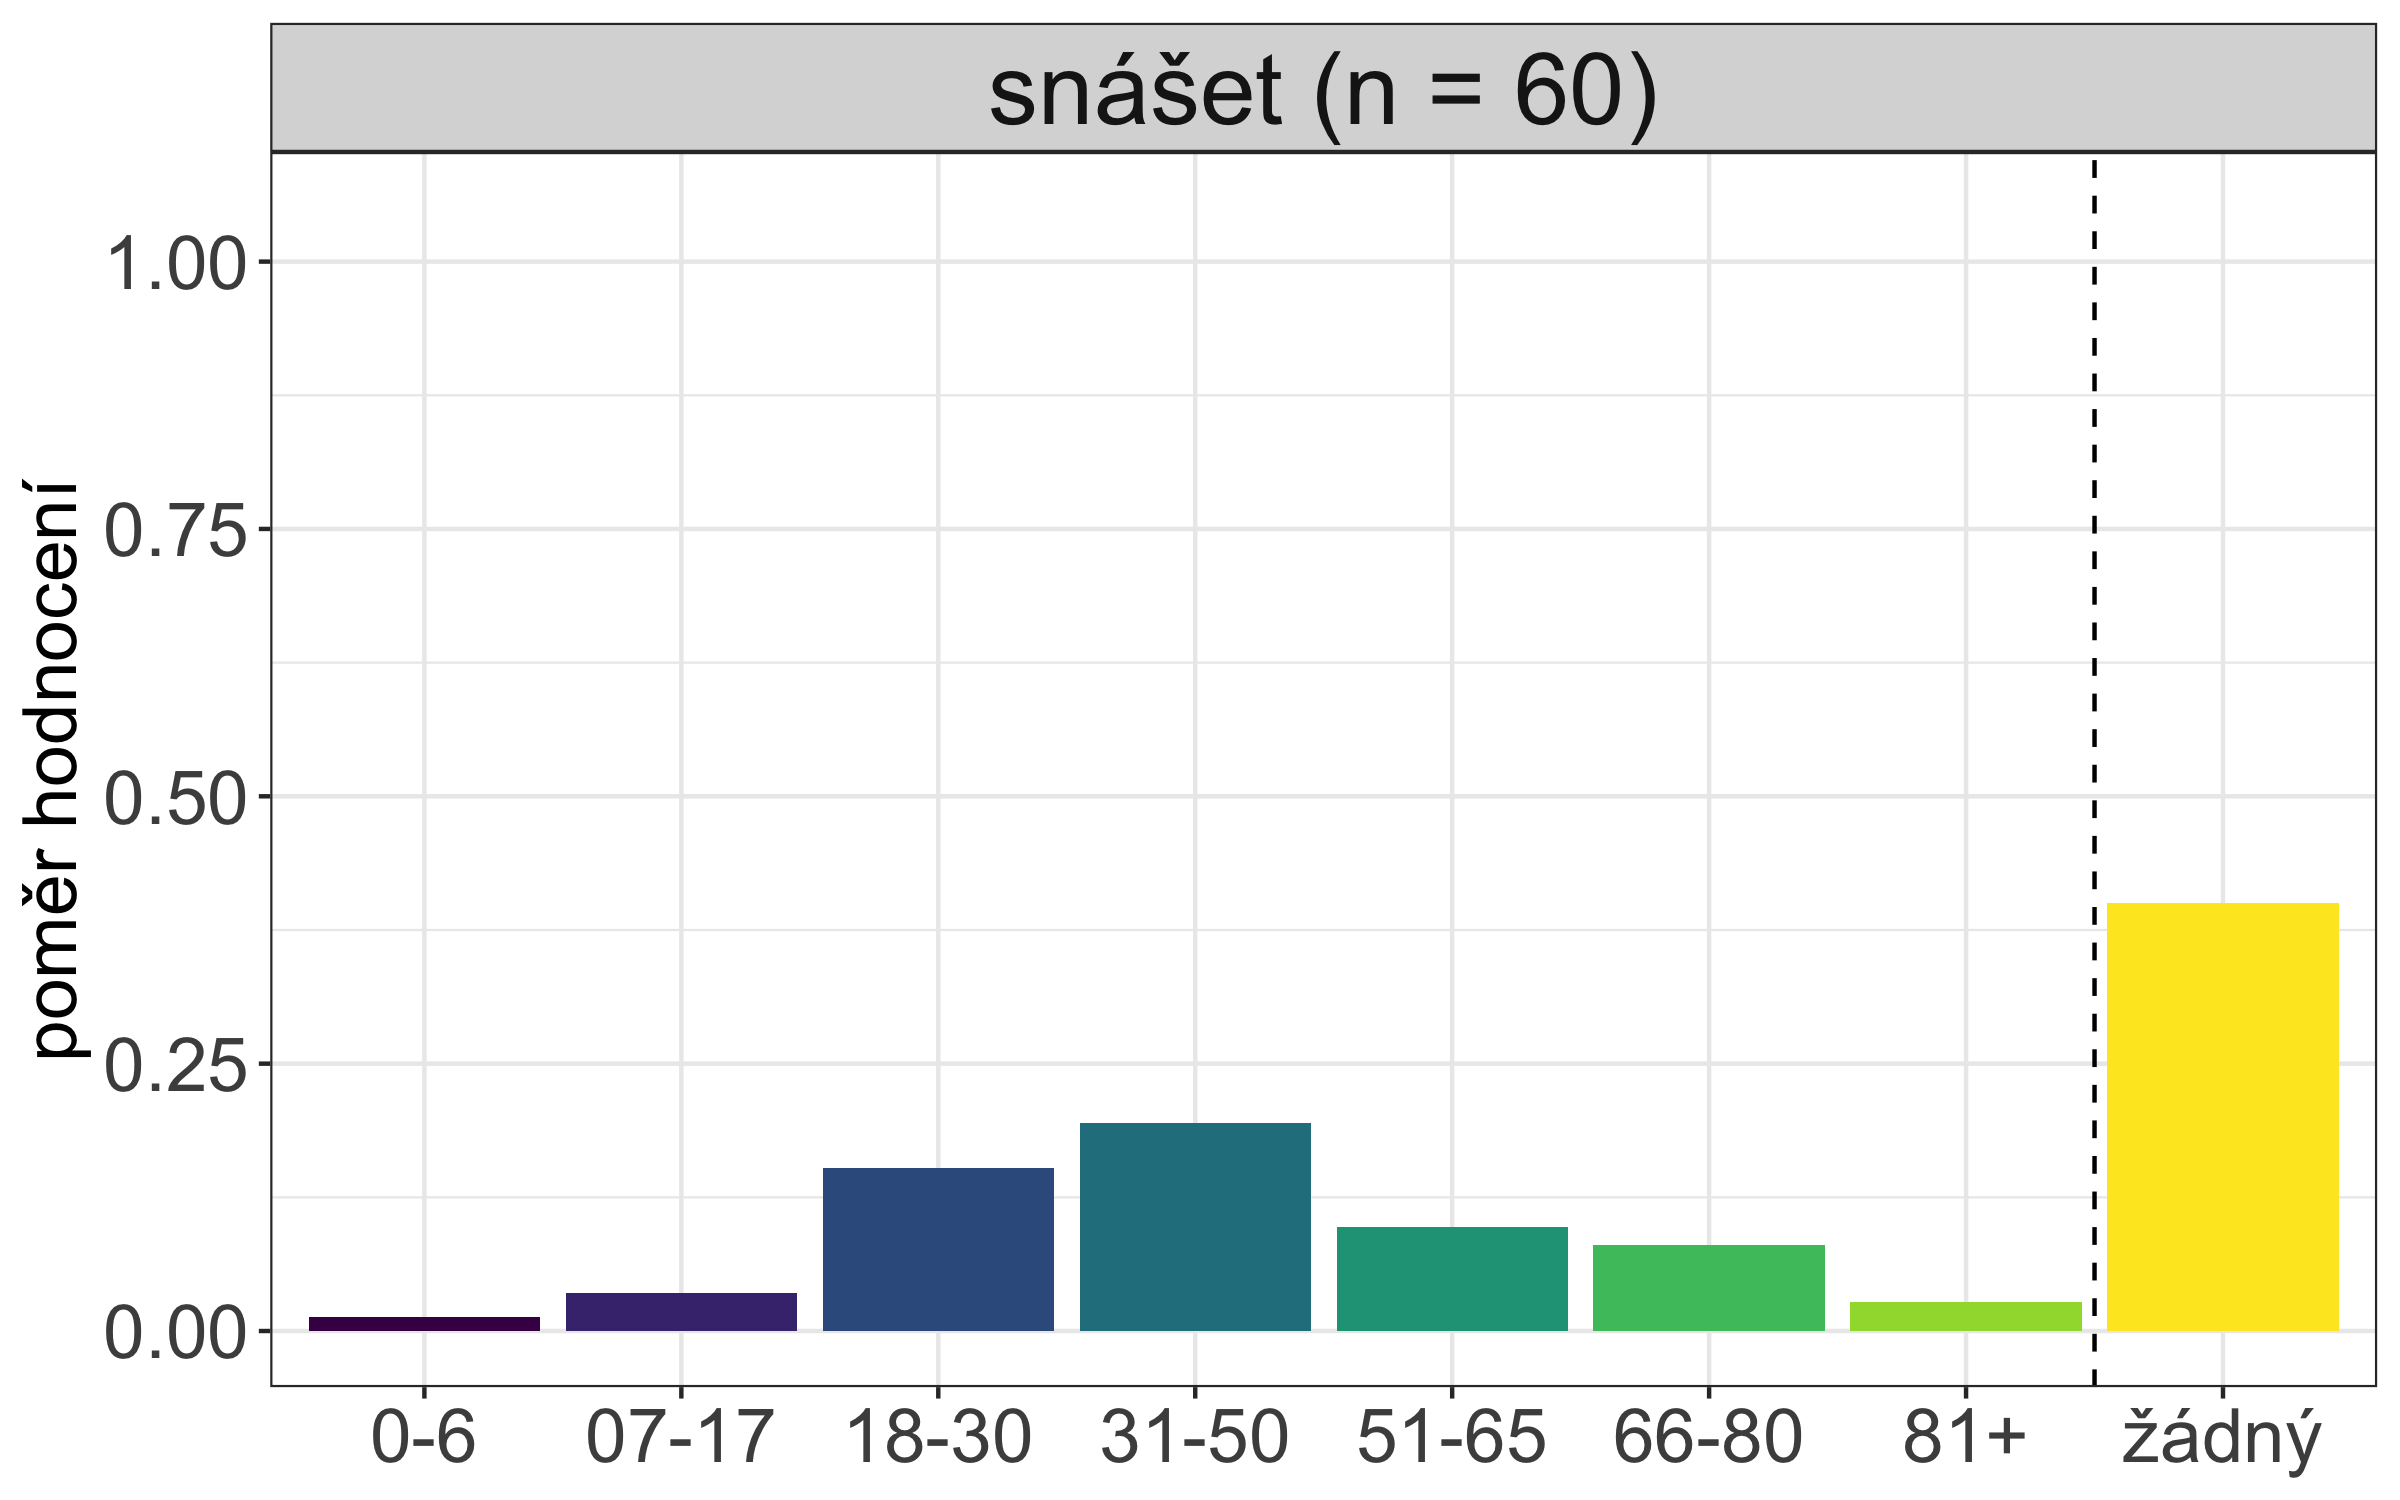 snášet (n = 60)
poměr hodnocení
1.00
0.75
0.50
0.25
0.00
0-6 07-17 18-30 31-50 51-65 66-80 81+ žádný